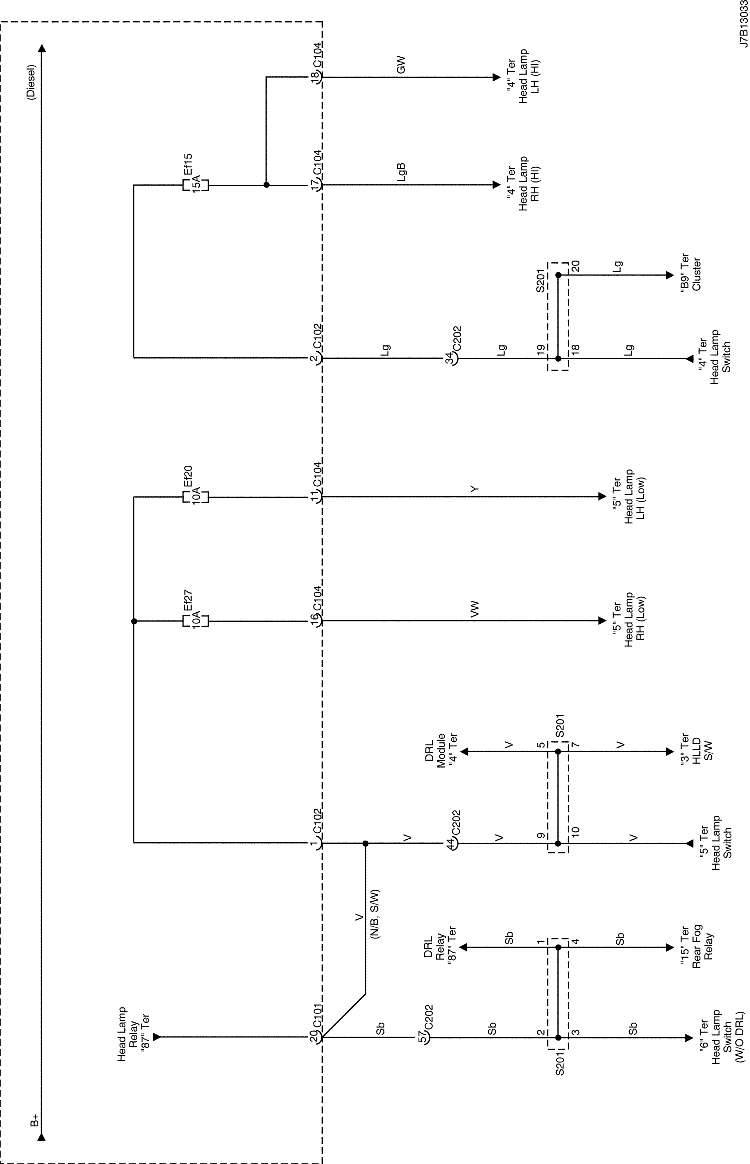 J7B13033
(Diesel)
B+
Head Lamp
Relay
"87" Ter
20
C101
Sb
57
C202
Sb
2
3
S201
Sb
"6" Ter
Head Lamp
Switch
(W/O DRL)
DRL
Relay
"87" Ter
Sb
1
4
Sb
"15" Ter
Rear Fog
Relay
V
(N/B, S/W)
1
C102
V
44
C202
V
9
10
V
"5" Ter
Head Lamp
Switch
DRL
Module
"4" Ter
V
5
7
S201
V
"3" Ter
HLLD
S/W
Ef27
10A
16
C104
VW
"5" Ter
Head Lamp
RH (Low)
Ef20
10A
11
C104
Y
"5" Ter
Head Lamp
LH (Low)
2
C102
Lg
34
C202
Lg
19
18
Lg
"4" Ter
Head Lamp
Switch
S201
20
Lg
"B9" Ter
Cluster
Ef15
15A
17
C104
LgB
"4" Ter
Head Lamp
RH (HI)
18
C104
GW
"4" Ter
Head Lamp
LH (HI)